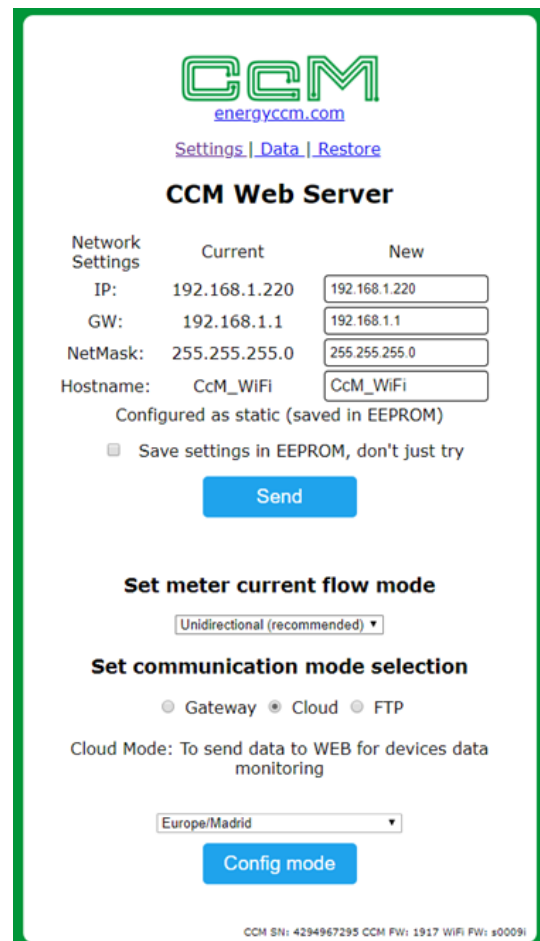 CCM
energyccm.com
Settings | Data | Restore
CCM Web Server
Network Settings Current New
IP: 192.168.1.220 192.168.1.220
GW: 192.168.1.1 192.168.1.1
NetMask: 255.255.255.0 255.255.255.0
Hostname: CcM_WiFi CcM_WiFi
Configured as static (saved in EEPROM)
Save settings in EEPROM, don't just try
Send
Set meter current flow mode
Unidirectional (recommended)
Set communication mode selection
Gateway Cloud FTP
Cloud Mode: To send data to WEB for devices data
monitoring
Europe/Madrid
Config mode
CCM SN: 4294967295 CCM FW: 1917 WiFi FW: s0009i